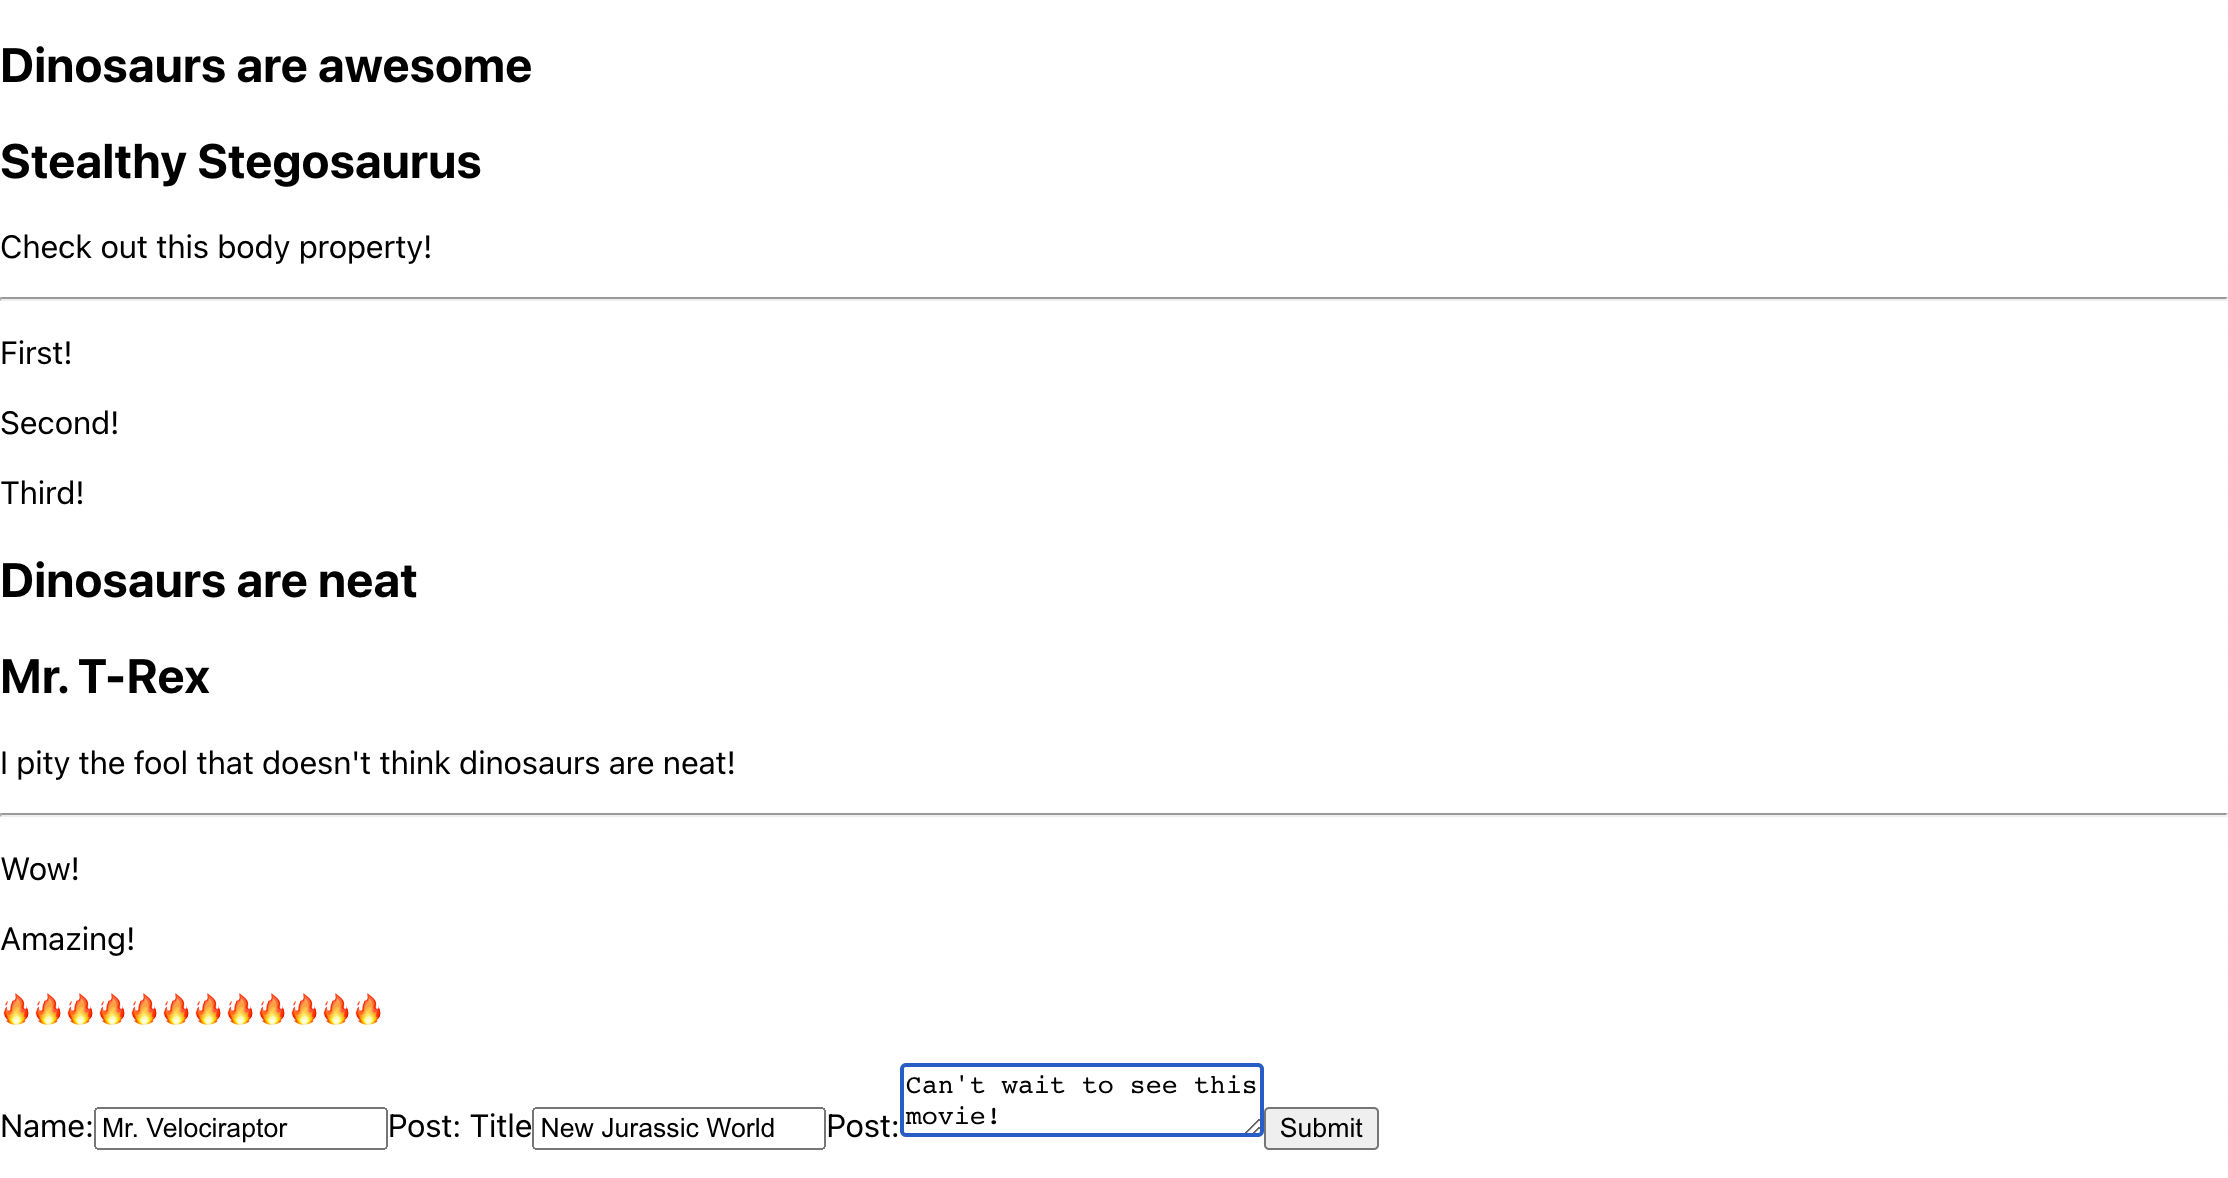 Dinosaurs are awesome
Stealthy Stegosaurus
Check out this body property!
First!
Second!
Third!
Dinosaurs are neat
Mr. T-Rex
I pity the fool that doesn't think dinosaurs are neat!
Wow!
Amazing!
🔥🔥🔥🔥🔥🔥🔥🔥🔥🔥🔥🔥
Name: Mr. Velociraptor Post: Title New Jurassic World Post: Can't wait to see this
movie! Submit